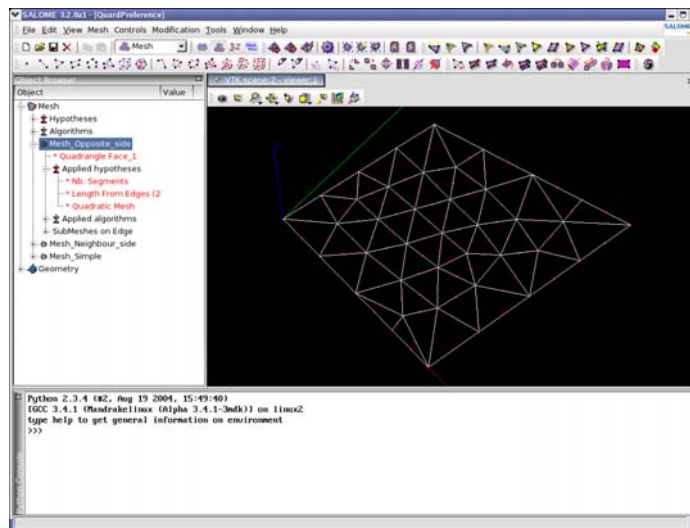 SALOME 3.2.0a1 - [QuardPreference]
File Edit View Mesh Controls Modification Tools Window Help
Mesh
SALOME
Object Browser
VTK scene:2 - viewer:1
Object Value
Mesh
Hypotheses
Algorithms
Mesh_Opposite_side
* Quadrangle Face_1
Applied hypotheses
* Nb. Segments
* Length From Edges (2
* Quadratic Mesh
Applied algorithms
SubMeshes on Edge
Mesh_Neighbour_side
Mesh_Simple
Geometry
Python 2.3.4 (#2, Aug 19 2004, 15:49:40)
[GCC 3.4.1 (Mandrakelinux (Alpha 3.4.1-3mdk)] on linux2
type help to get general information on environment
>>>
Python Console